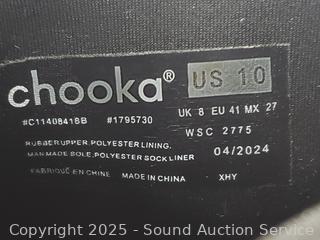 chooka® US 10
#C11408418B #1795730 UK 8 EU 41 MX 27
WSC 2775
RUBBER UPPER, POLYESTER LINING, 04/2024
MAN MADE SOLE, POLYESTER SOCK LINER
FABRIQUE EN CHINE MADE IN CHINA XHY
Copyright 2025 - Sound Auction Service